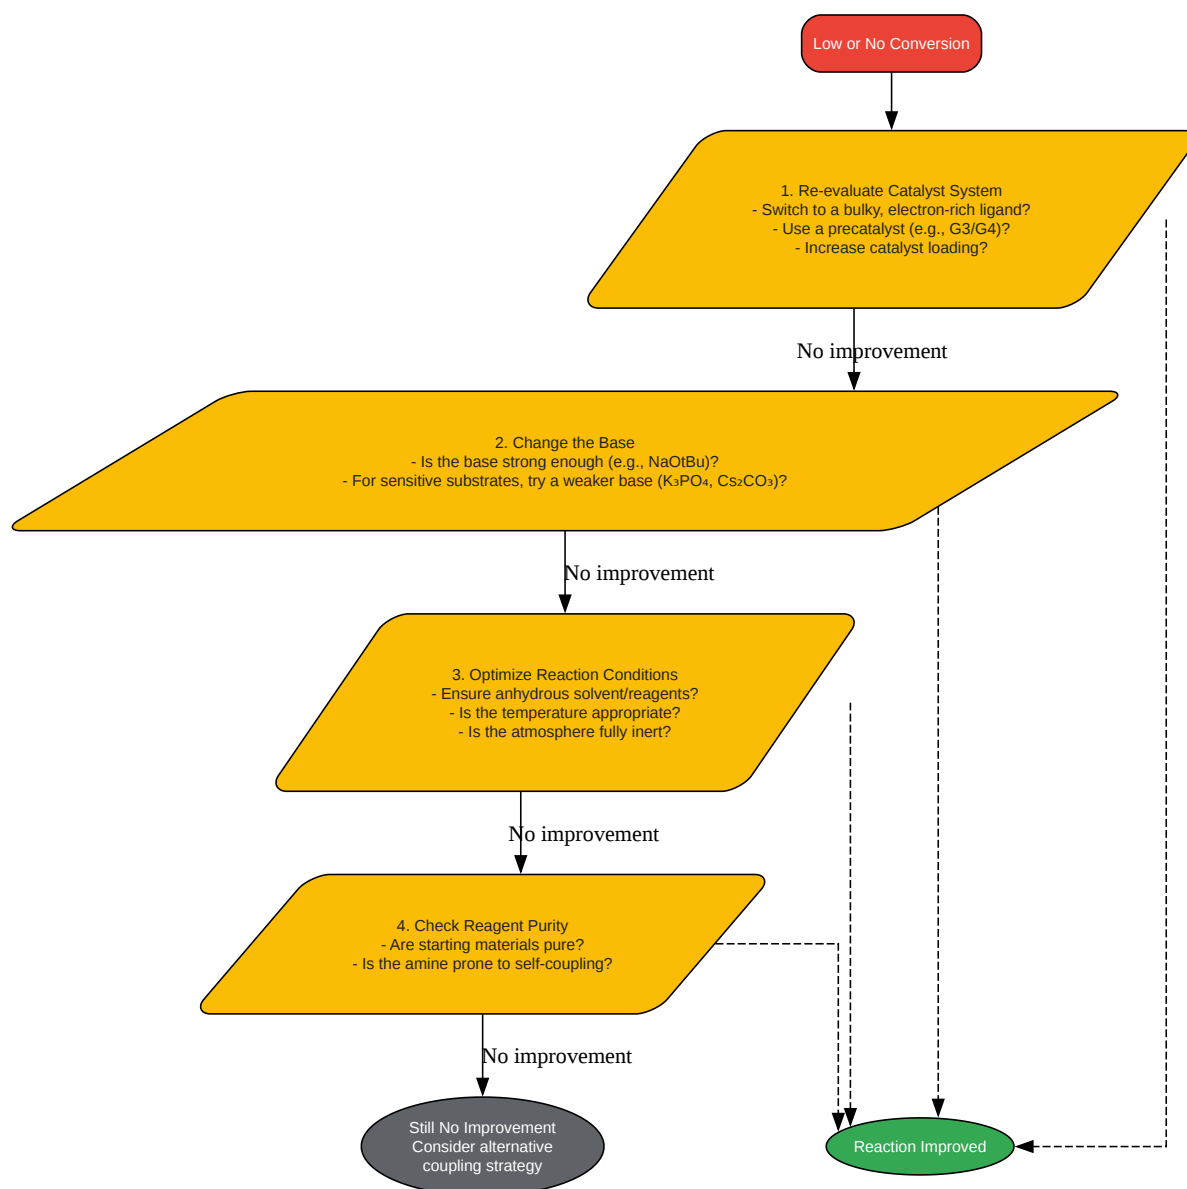 Low or No Conversion
1. Re-evaluate Catalyst System
- Switch to a bulky, electron-rich ligand?
- Use a precatalyst (e.g., G3/G4)?
- Increase catalyst loading?
No improvement
2. Change the Base
- Is the base strong enough (e.g., NaOtBu)?
- For sensitive substrates, try a weaker base (K₃PO₄, Cs₂CO₃)?
No improvement
3. Optimize Reaction Conditions
- Ensure anhydrous solvent/reagents?
- Is the temperature appropriate?
- Is the atmosphere fully inert?
No improvement
4. Check Reagent Purity
- Are starting materials pure?
- Is the amine prone to self-coupling?
No improvement
Still No Improvement
Consider alternative
coupling strategy
Reaction Improved